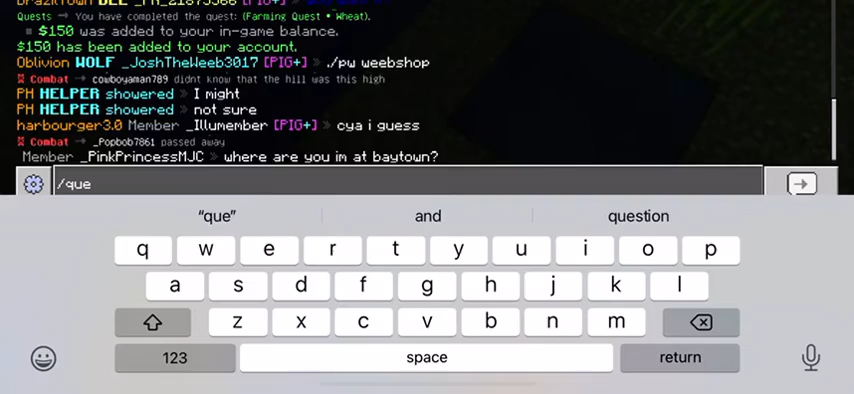 Quests → You have completed the quest: (Farming Quest • Wheat).
$150 was added to your in-game balance.
$150 has been added to your account.
Oblivion WOLF _JoshTheWeeb3017 [PIG+] » ./pw weebshop
Combat → cowboyaman789 didnt know that the hill was this high
PH HELPER showered » I might
PH HELPER showered » not sure
harbourger3.0 Member _Illumember [PIG+] » cya i guess
Combat → _Popbob7861 passed away
Member _PinkPrincessMJC » where are you im at baytown?
/que
“que” and question
q w e r t y u i o p
a s d f g h j k l
z x c v b n m
123 space return